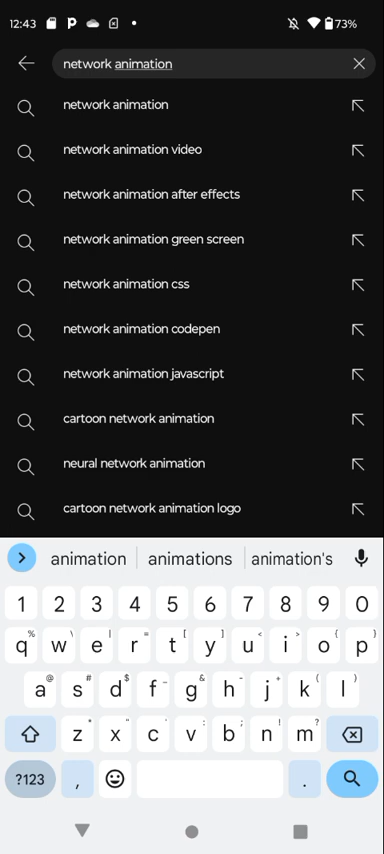 12:43 73%
network animation
network animation
network animation video
network animation after effects
network animation green screen
network animation css
network animation codepen
network animation javascript
cartoon network animation
neural network animation
cartoon network animation logo
animation animations animation's
1 2 3 4 5 6 7 8 9 0
q % w \ e | r = t [ y ] u < i > o { p }
a @ s # d $ f _ g & h - j + k ( l )
z * x " c ' v : b ; n ! m ?
?123 , .